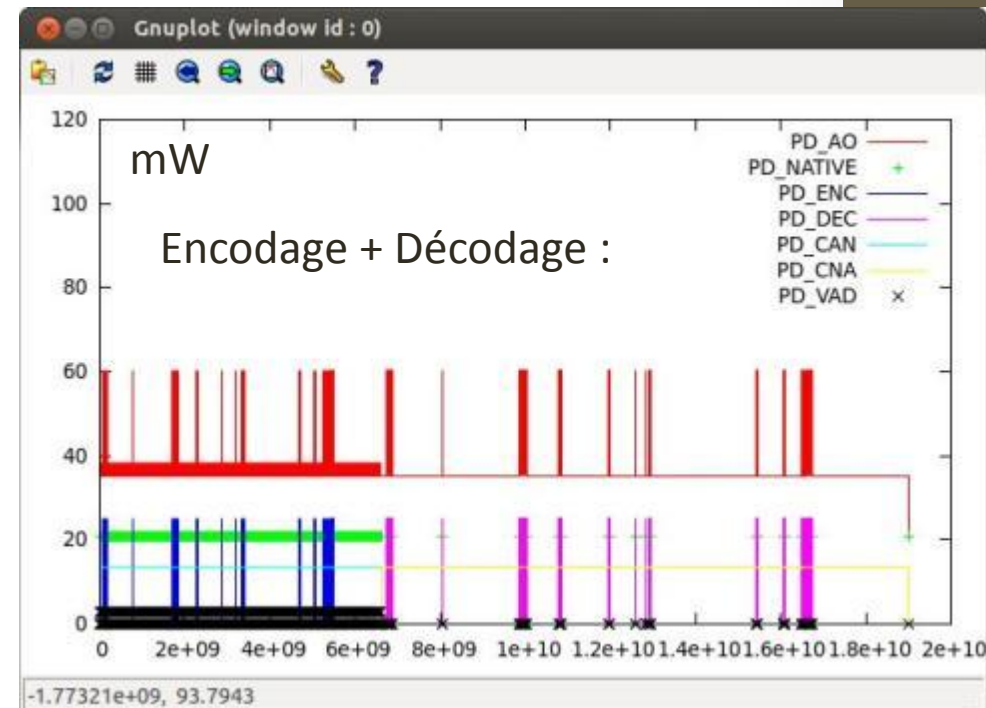 Gnuplot (window id : 0)
120
100
80
60
40
20
0
mW
Encodage + Décodage :
PD_AO
PD_NATIVE
PD_ENC
PD_DEC
PD_CAN
PD_CNA
PD_VAD
0 2e+09 4e+09 6e+09 8e+09 1e+10 1.2e+10 1.4e+10 1.6e+10 1.8e+10 2e+10
-1.77321e+09, 93.7943